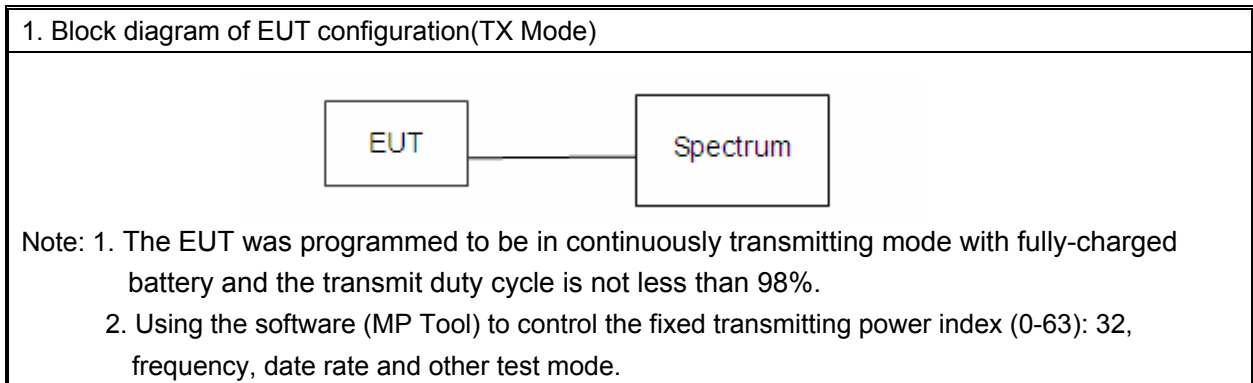 1. Block diagram of EUT configuration(TX Mode)
EUT
Spectrum
Note: 1. The EUT was programmed to be in continuously transmitting mode with fully-charged
battery and the transmit duty cycle is not less than 98%.
2. Using the software (MP Tool) to control the fixed transmitting power index (0-63): 32,
frequency, date rate and other test mode.